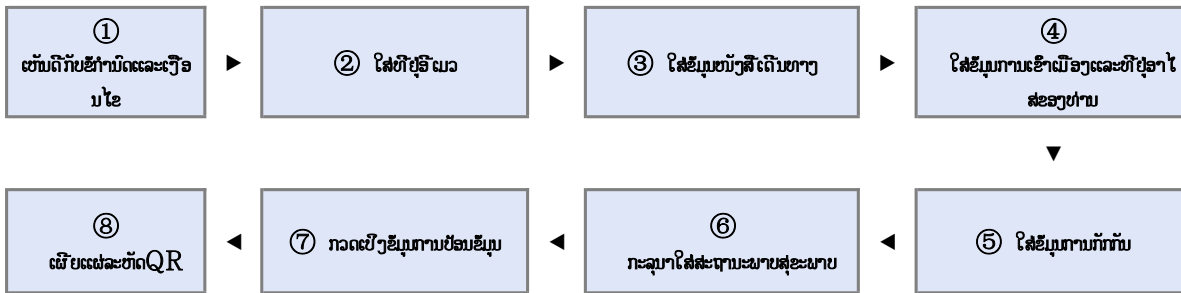 ①
ເຫັນດີກັບຂໍ້ກຳນົດແລະເງື່ອ
ນໄຂ
▶
② ໃສ່ທີ່ຢູ່ອີເມວ
▶
③ ໃສ່ຂໍ້ມູນໜັງສືເດີນທາງ
▶
④
ໃສ່ຂໍ້ມູນການເຂົ້າເມືອງແລະທີ່ຢູ່ອາໄ
ສຂອງທ່ານ
▼
⑤ ໃສ່ຂໍ້ມູນການກັກກັນ
◀
⑥
ກະລຸນາໃສ່ສະຖານະພາບສຸຂະພາບ
◀
⑦ ກວດເບິ່ງຂໍ້ມູນການປ້ອນຂໍ້ມູນ
◀
⑧
ເຜີຍແຜ່ລະຫັດQR